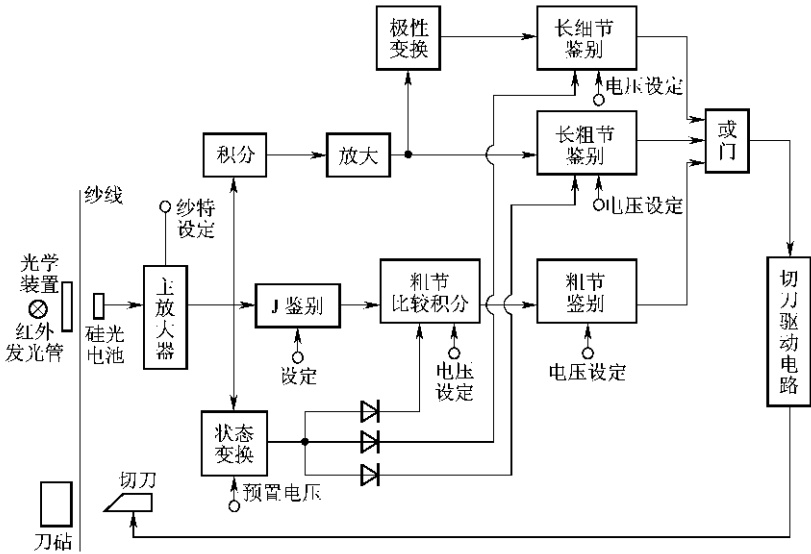 极性
变换
长细节
鉴别
电压设定
积分
放大
长粗节
鉴别
或
门
电压设定
纱线
纱特
设定
光学
装置
红外
发光管
硅光
电池
主
放
大
器
J 鉴别
设定
粗节
比较积分
电压
设定
粗节
鉴别
电压设定
切
刀
驱
动
电
路
状态
变换
预置电压
切刀
刀砧